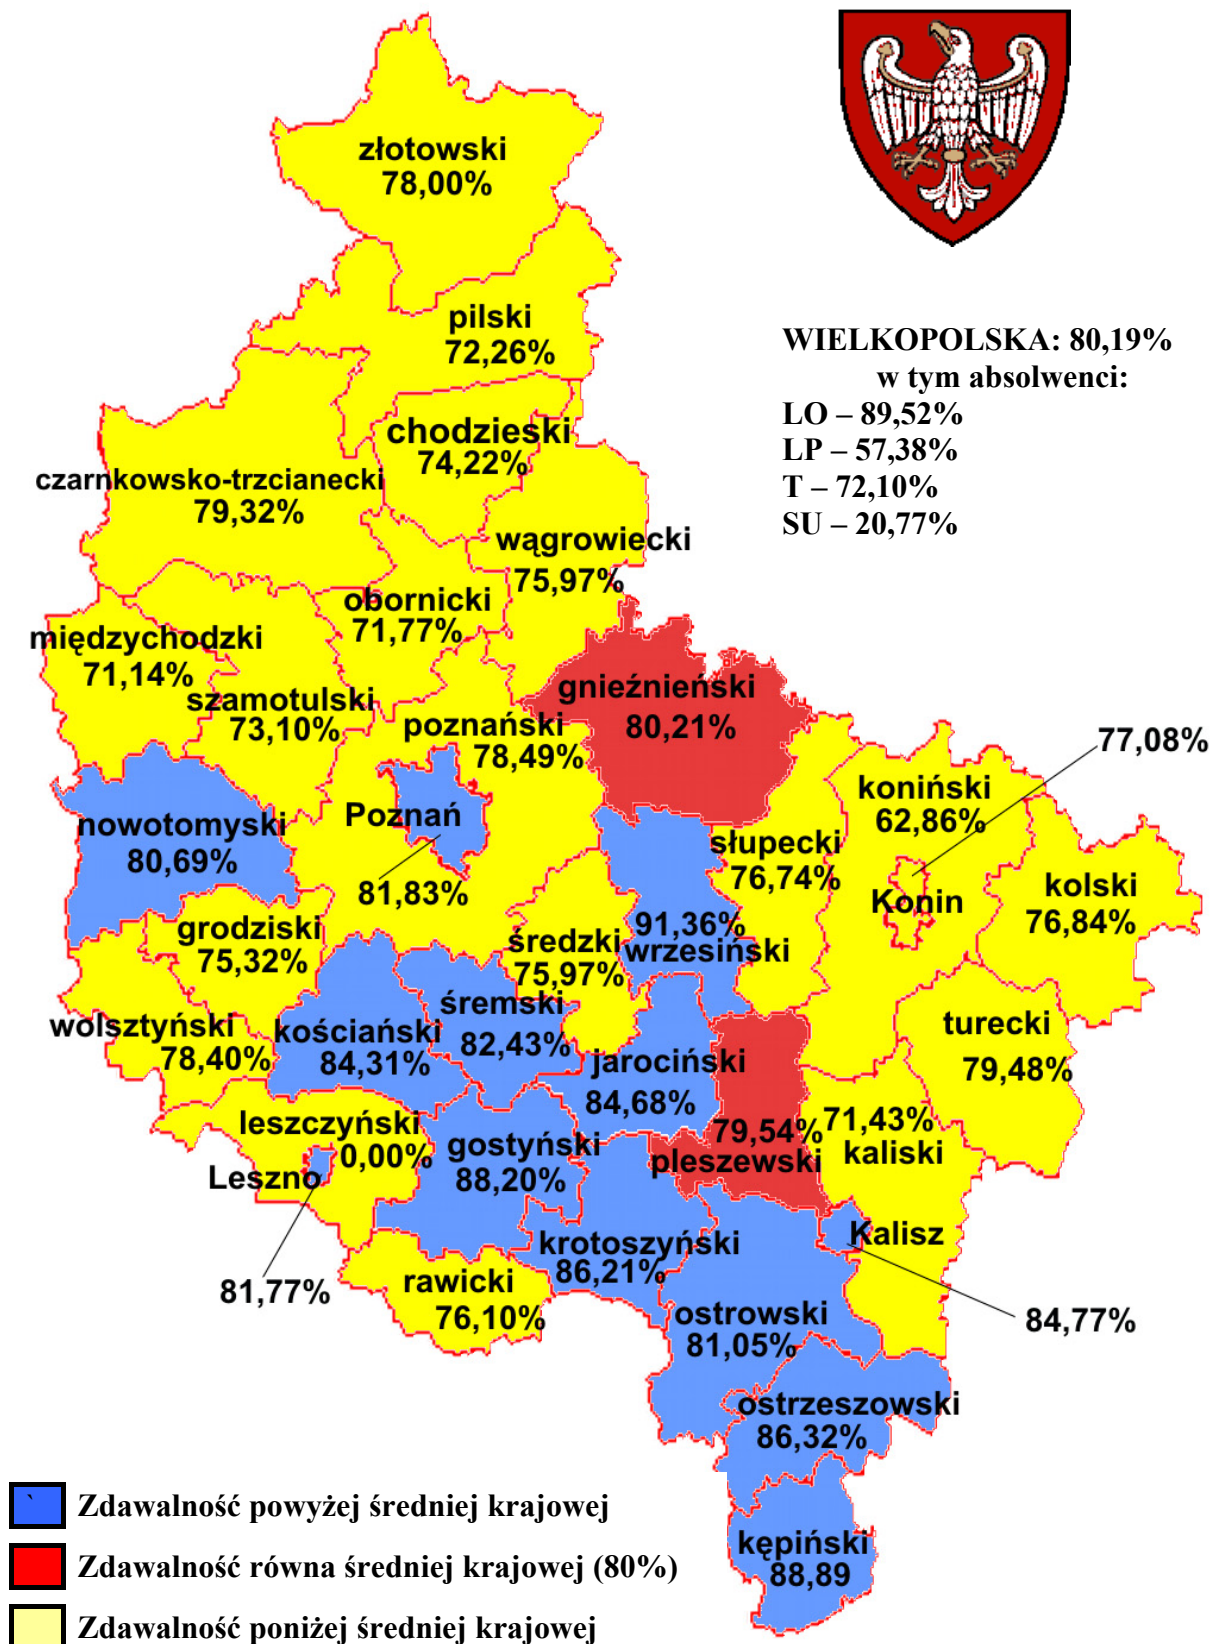 złotowski
78,00%
pilski
72,26%
WIELKOPOLSKA: 80,19%
w tym absolwenci:
LO – 89,52%
LP – 57,38%
T – 72,10%
SU – 20,77%
chodzieski
74,22%
czarnkowsko-trzcianecki
79,32%
wągrowiecki
75,97%
obornicki
71,77%
międzychodzki
71,14%
szamotulski
73,10%
poznański
78,49%
gnieźnieński
80,21%
77,08%
koniński
62,86%
nowotomyski
80,69%
Poznań
81,83%
słupecki
76,74%
Konin
kolski
76,84%
grodziski
75,32%
średzki
75,97%
91,36%
wrzesiński
wolsztyński
78,40%
kościański
84,31%
śremski
82,43%
jarociński
84,68%
turecki
79,48%
leszczyński
0,00%
Leszno
81,77%
gostyński
88,20%
79,54%
pleszewski
71,43%
kaliski
Kalisz
84,77%
krotoszyński
86,21%
rawicki
76,10%
ostrowski
81,05%
ostrzeszowski
86,32%
kępiński
88,89
` Zdawalność powyżej średniej krajowej
Zdawalność równa średniej krajowej (80%)
Zdawalność poniżej średniej krajowej